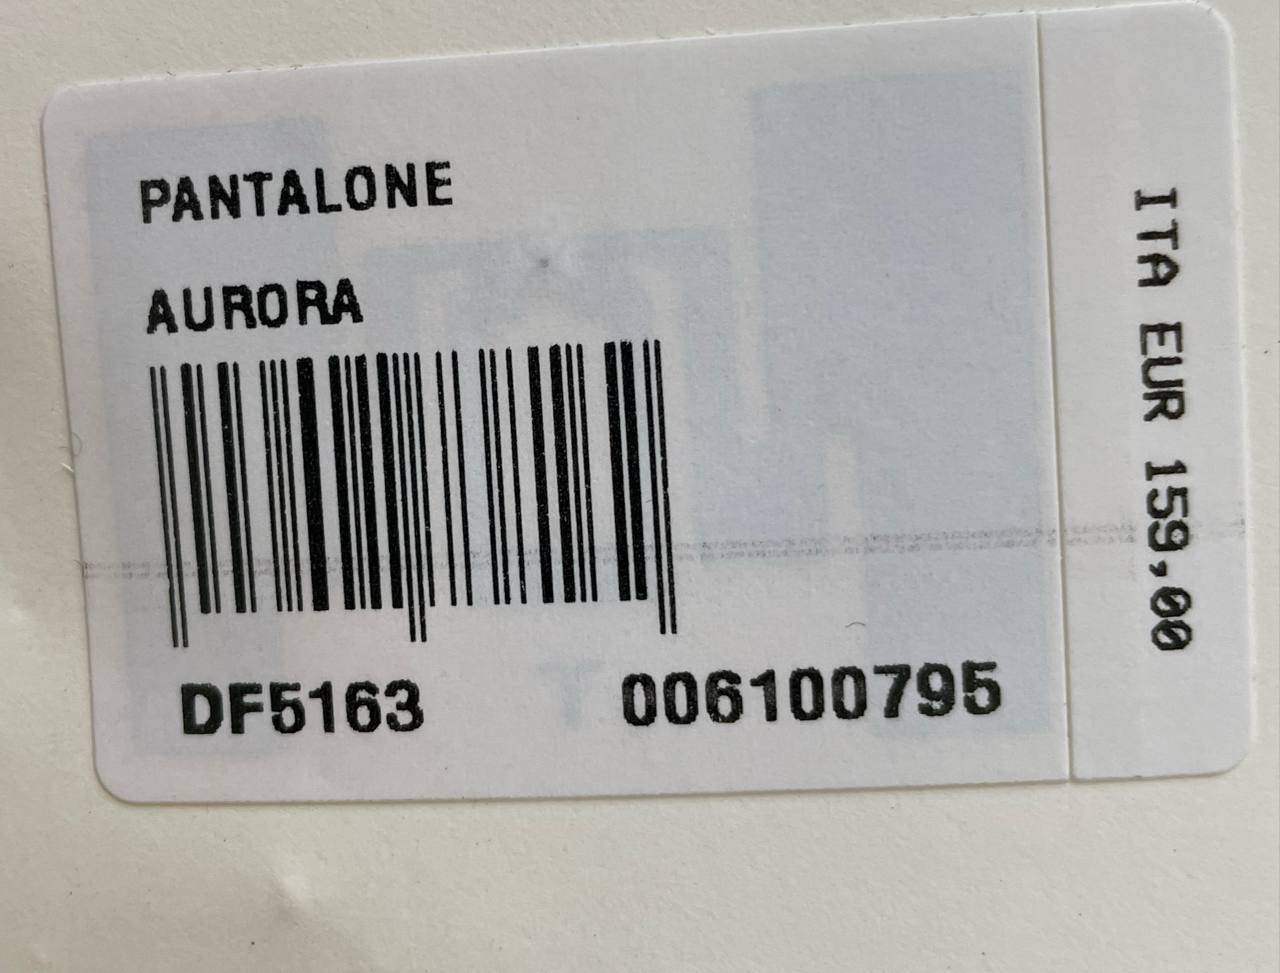 PANTALONE
AURORA
DF5163 006100795
ITA EUR 159,00